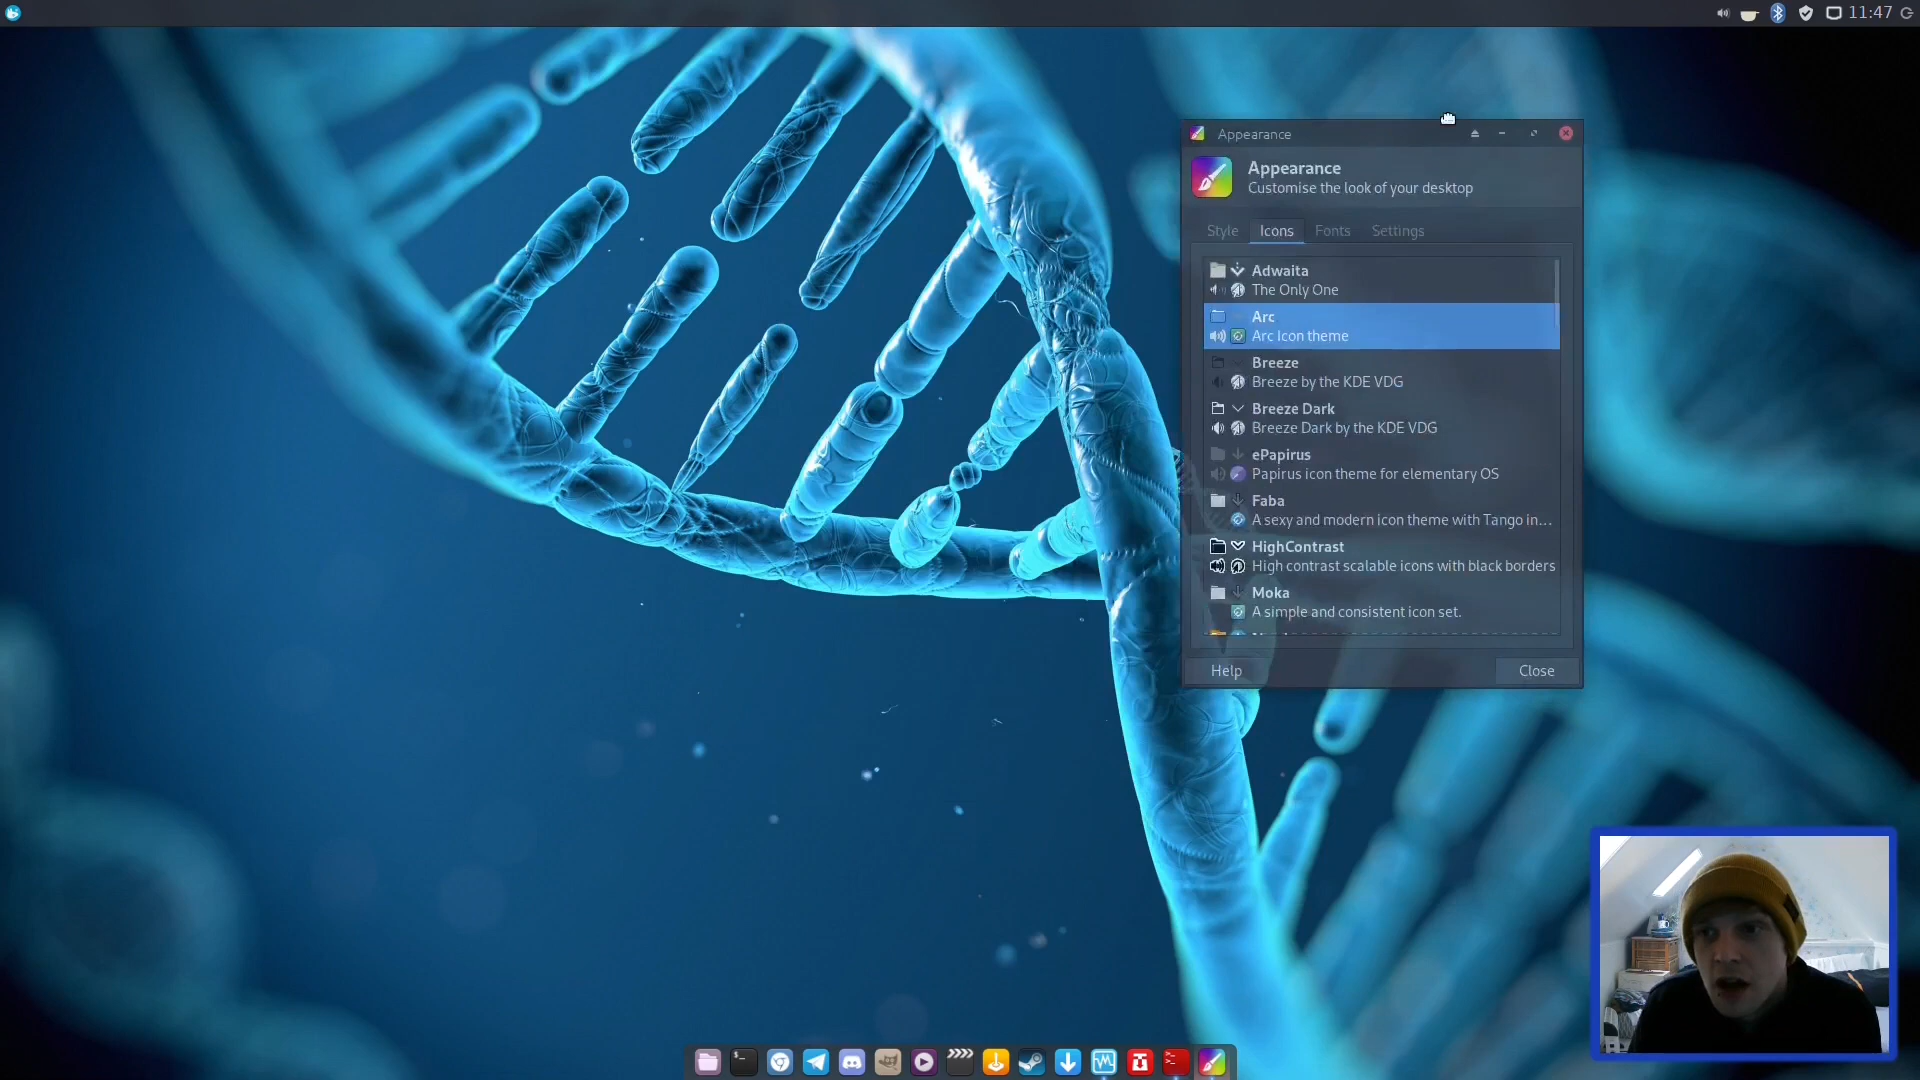 11:47
Appearance
Appearance
Customise the look of your desktop
Style Icons Fonts Settings
Adwaita
The Only One
Arc
Arc Icon theme
Breeze
Breeze by the KDE VDG
Breeze Dark
Breeze Dark by the KDE VDG
ePapirus
Papirus icon theme for elementary OS
Faba
A sexy and modern icon theme with Tango in...
HighContrast
High contrast scalable icons with black borders
Moka
A simple and consistent icon set.
Help Close